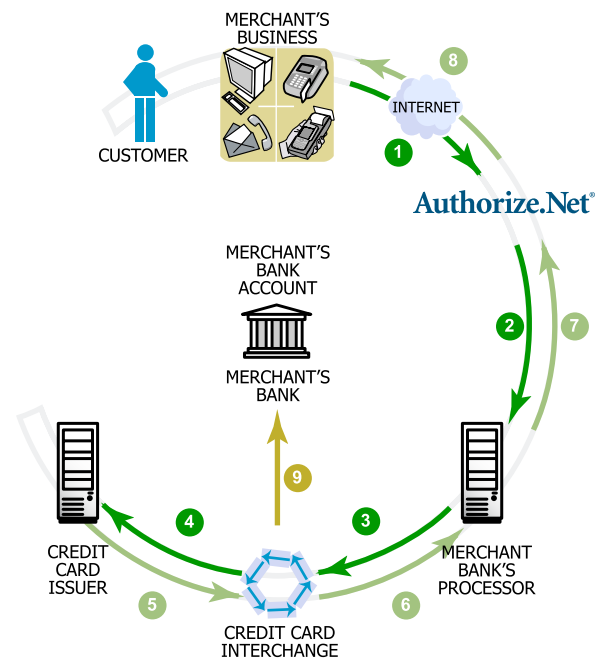 MERCHANT'S
BUSINESS
8
INTERNET
CUSTOMER
1
Authorize.Net®
MERCHANT'S
BANK
ACCOUNT
2
7
MERCHANT'S
BANK
9
4
3
CREDIT
CARD
ISSUER
MERCHANT
BANK'S
PROCESSOR
5
6
CREDIT CARD
INTERCHANGE